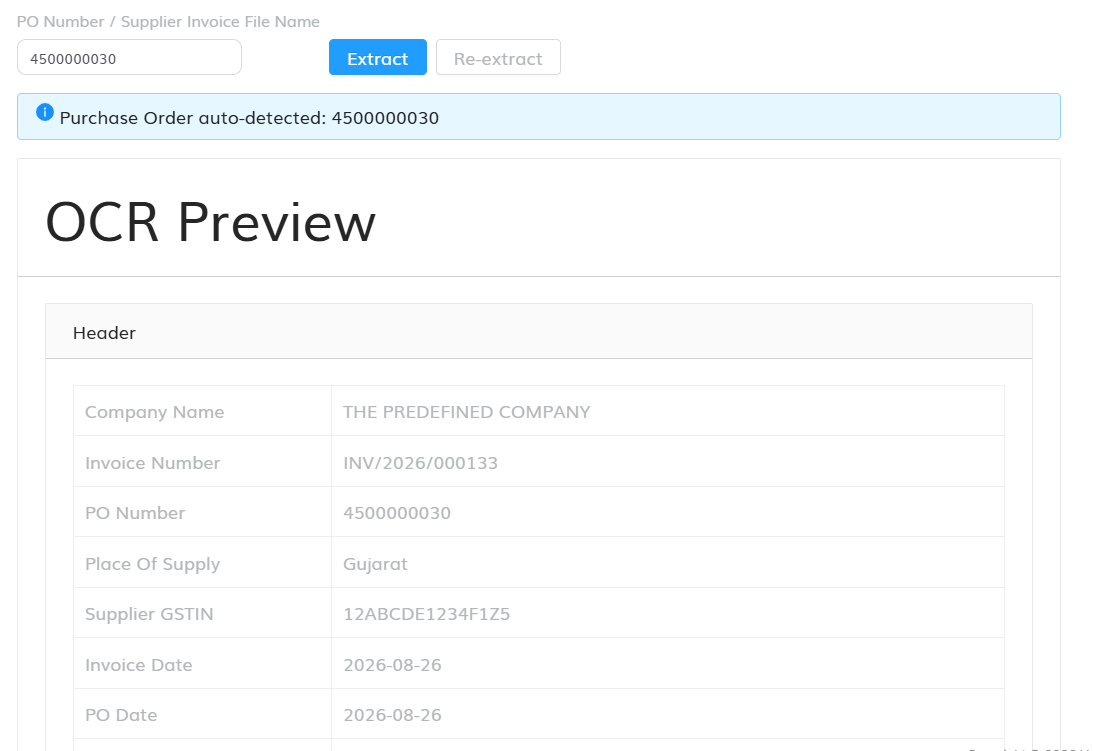 PO Number / Supplier Invoice File Name
4500000030
Extract
Re-extract
Purchase Order auto-detected: 4500000030
OCR Preview
Header
Company Name THE PREDEFINED COMPANY
Invoice Number INV/2026/000133
PO Number 4500000030
Place Of Supply Gujarat
Supplier GSTIN 12ABCDE1234F1Z5
Invoice Date 2026-08-26
PO Date 2026-08-26